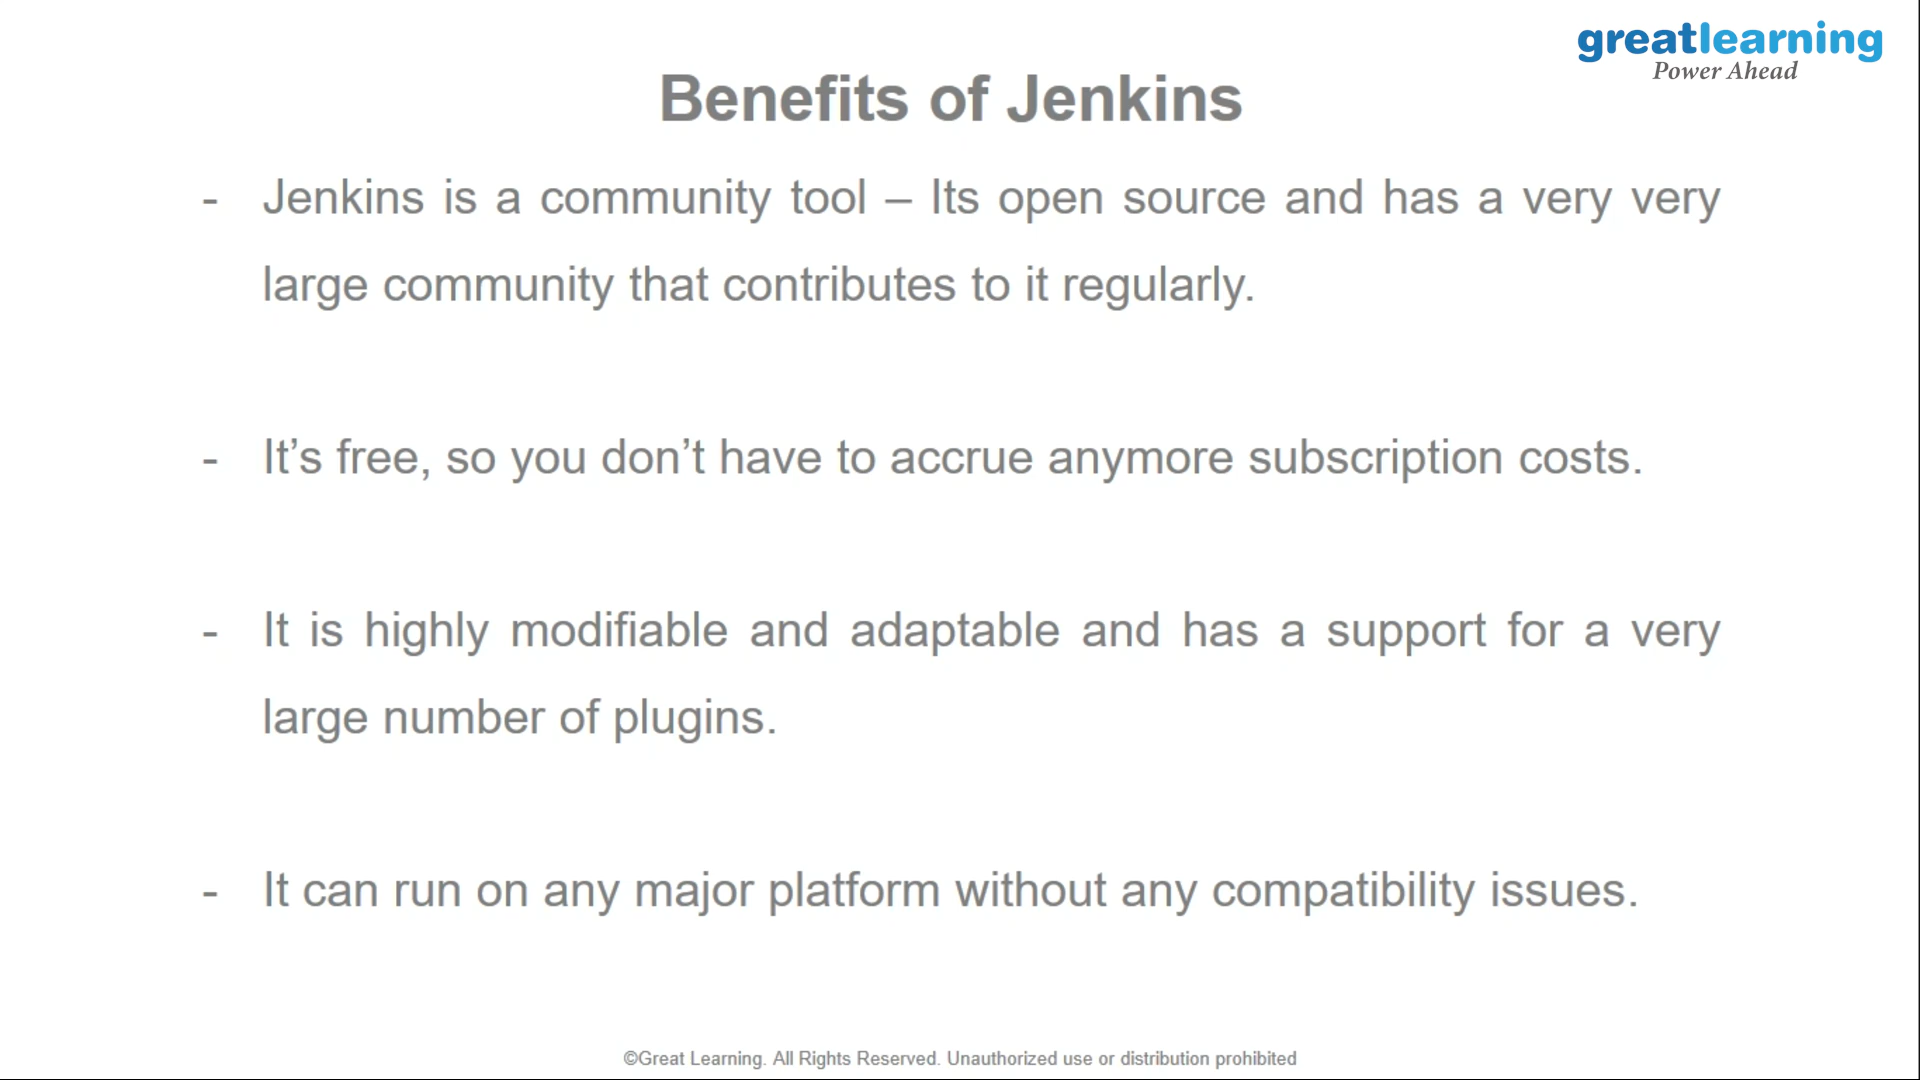 greatlearning
Power Ahead
Benefits of Jenkins
- Jenkins is a community tool – Its open source and has a very very
large community that contributes to it regularly.
- It’s free, so you don’t have to accrue anymore subscription costs.
- It is highly modifiable and adaptable and has a support for a very
large number of plugins.
- It can run on any major platform without any compatibility issues.
©Great Learning. All Rights Reserved. Unauthorized use or distribution prohibited